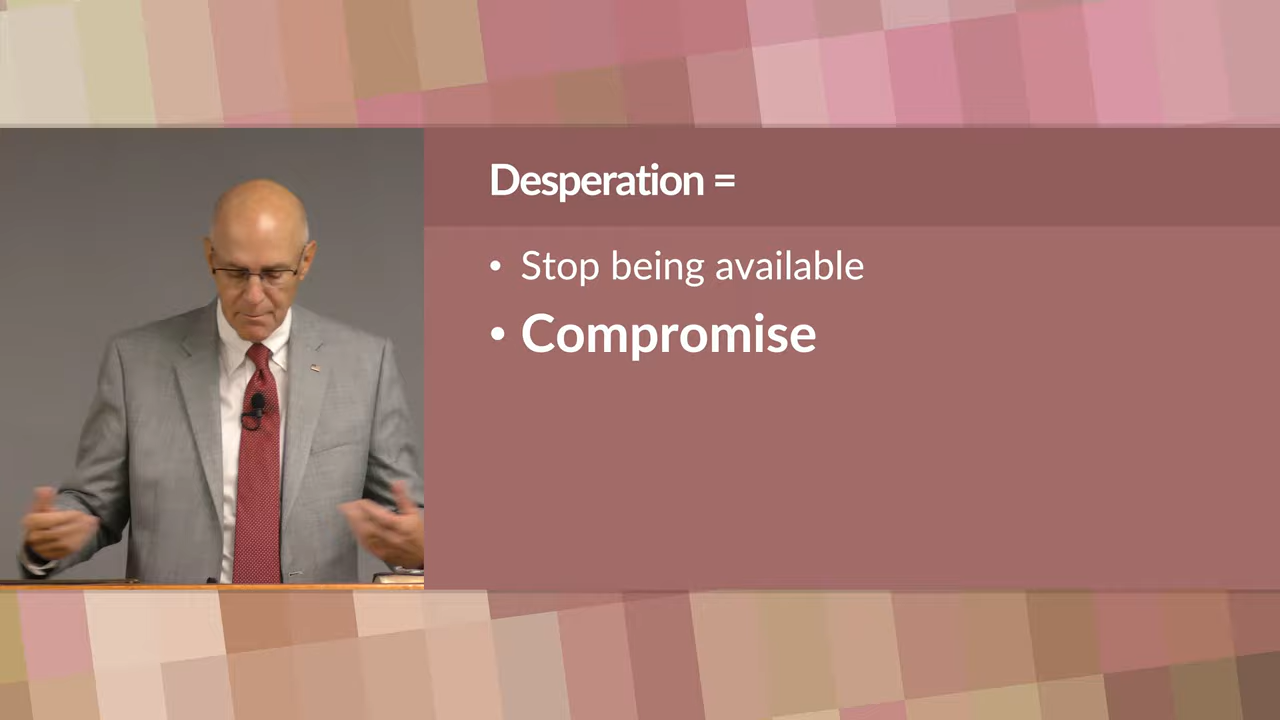 Desperation =
• Stop being available
• Compromise